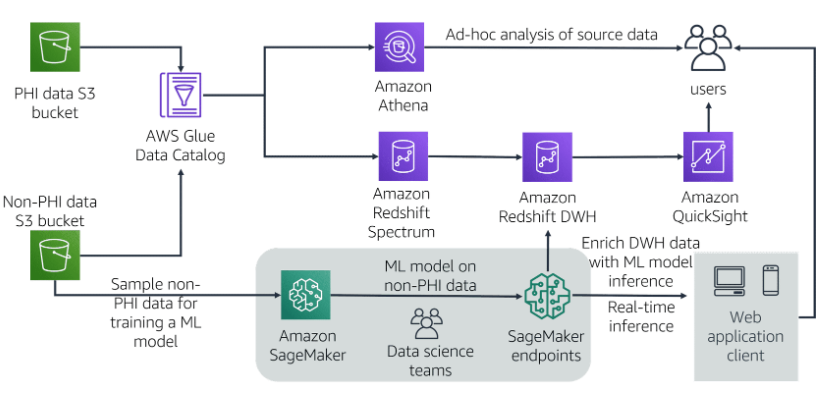 PHI data S3
bucket
AWS Glue
Data Catalog
Amazon
Athena
Ad-hoc analysis of source data
users
Non-PHI data
S3 bucket
Amazon
Redshift
Spectrum
Amazon
Redshift DWH
Amazon
QuickSight
Sample non-
PHI data for
training a ML
model
Amazon
SageMaker
ML model on
non-PHI data
Data science
teams
SageMaker
endpoints
Enrich DWH data
with ML model
inference
Real-time
inference
Web
application
client